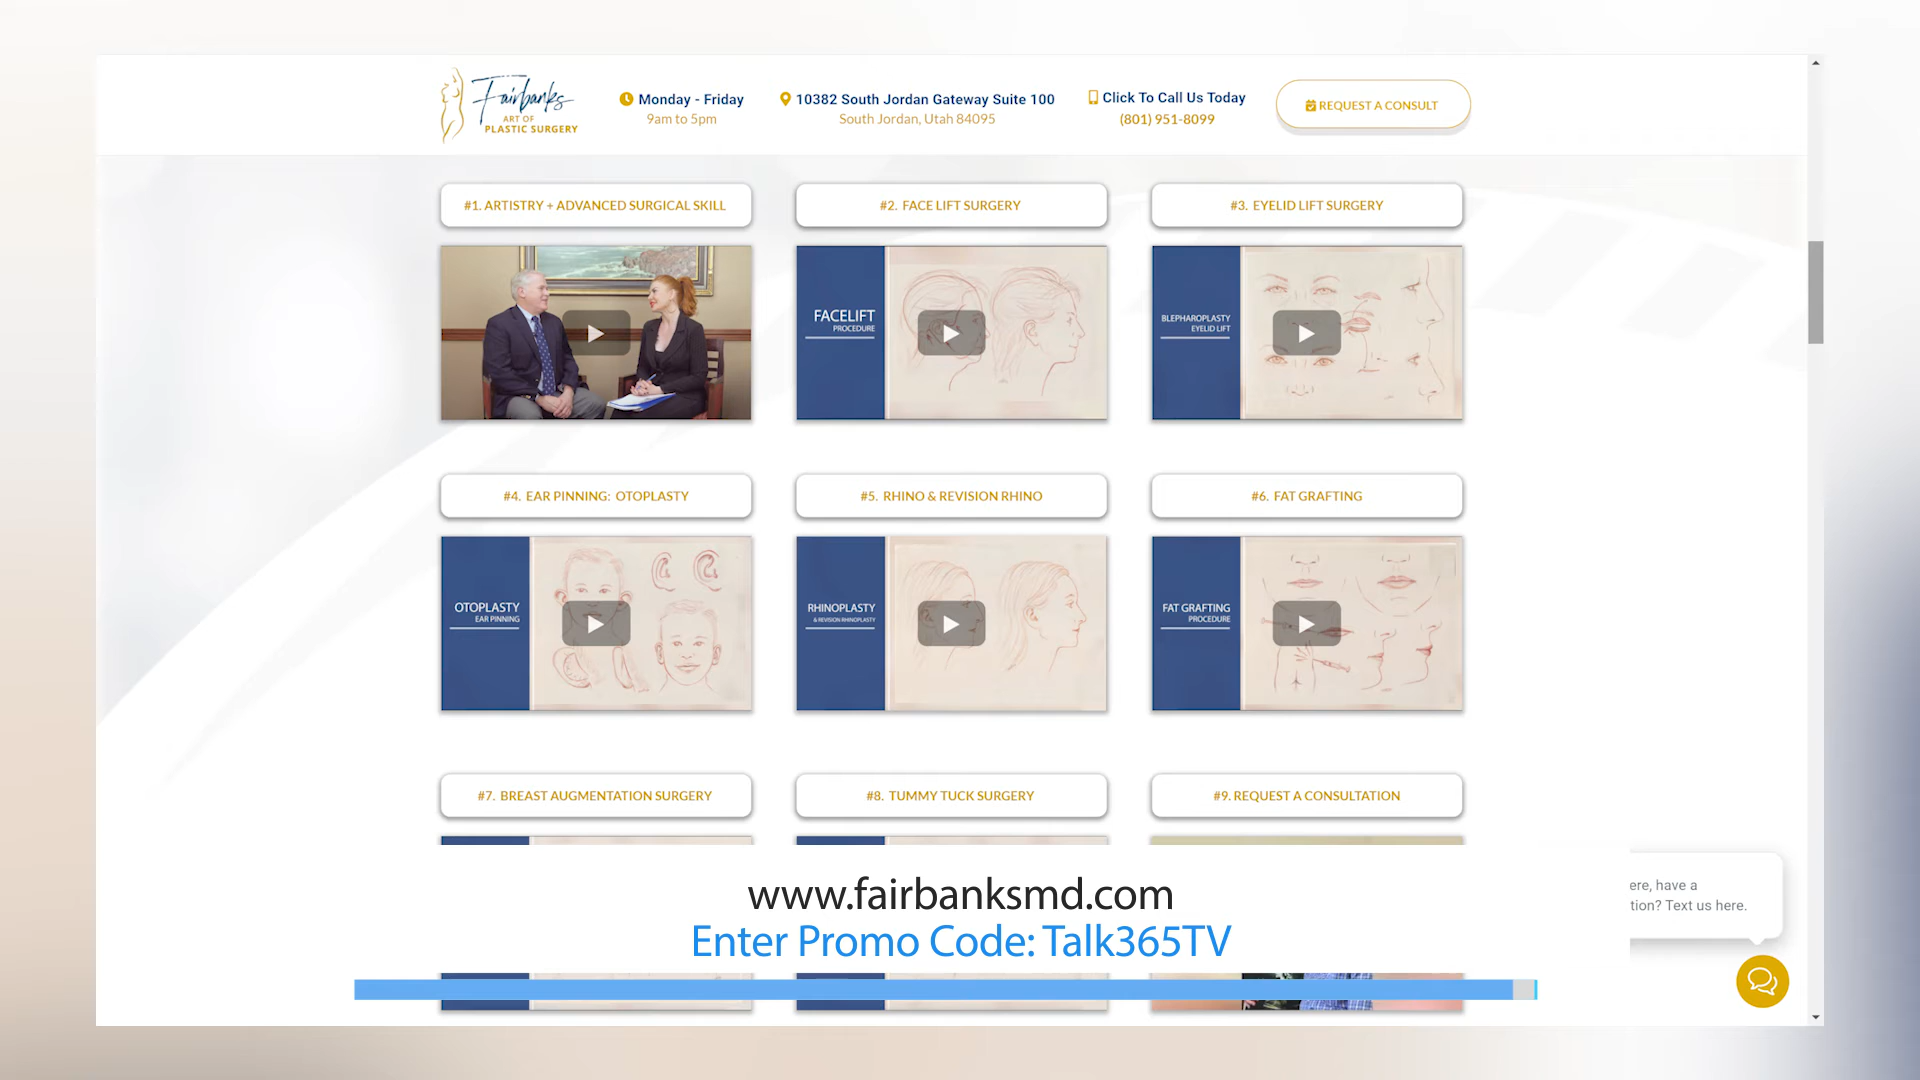 Fairbanks
ART OF
PLASTIC SURGERY
Monday - Friday
9am to 5pm
10382 South Jordan Gateway Suite 100
South Jordan, Utah 84095
Click To Call Us Today
(801) 951-8099
REQUEST A CONSULT
#1. ARTISTRY + ADVANCED SURGICAL SKILL
#2. FACE LIFT SURGERY
#3. EYELID LIFT SURGERY
FACELIFT
PROCEDURE
BLEPHAROPLASTY
EYELID LIFT
#4. EAR PINNING: OTOPLASTY
#5. RHINO & REVISION RHINO
#6. FAT GRAFTING
OTOPLASTY
EAR PINNING
RHINOPLASTY
& REVISION RHINOPLASTY
FAT GRAFTING
PROCEDURE
#7. BREAST AUGMENTATION SURGERY
#8. TUMMY TUCK SURGERY
#9. REQUEST A CONSULTATION
www.fairbanksmd.com
Enter Promo Code: Talk365TV
ere, have a
tion? Text us here.